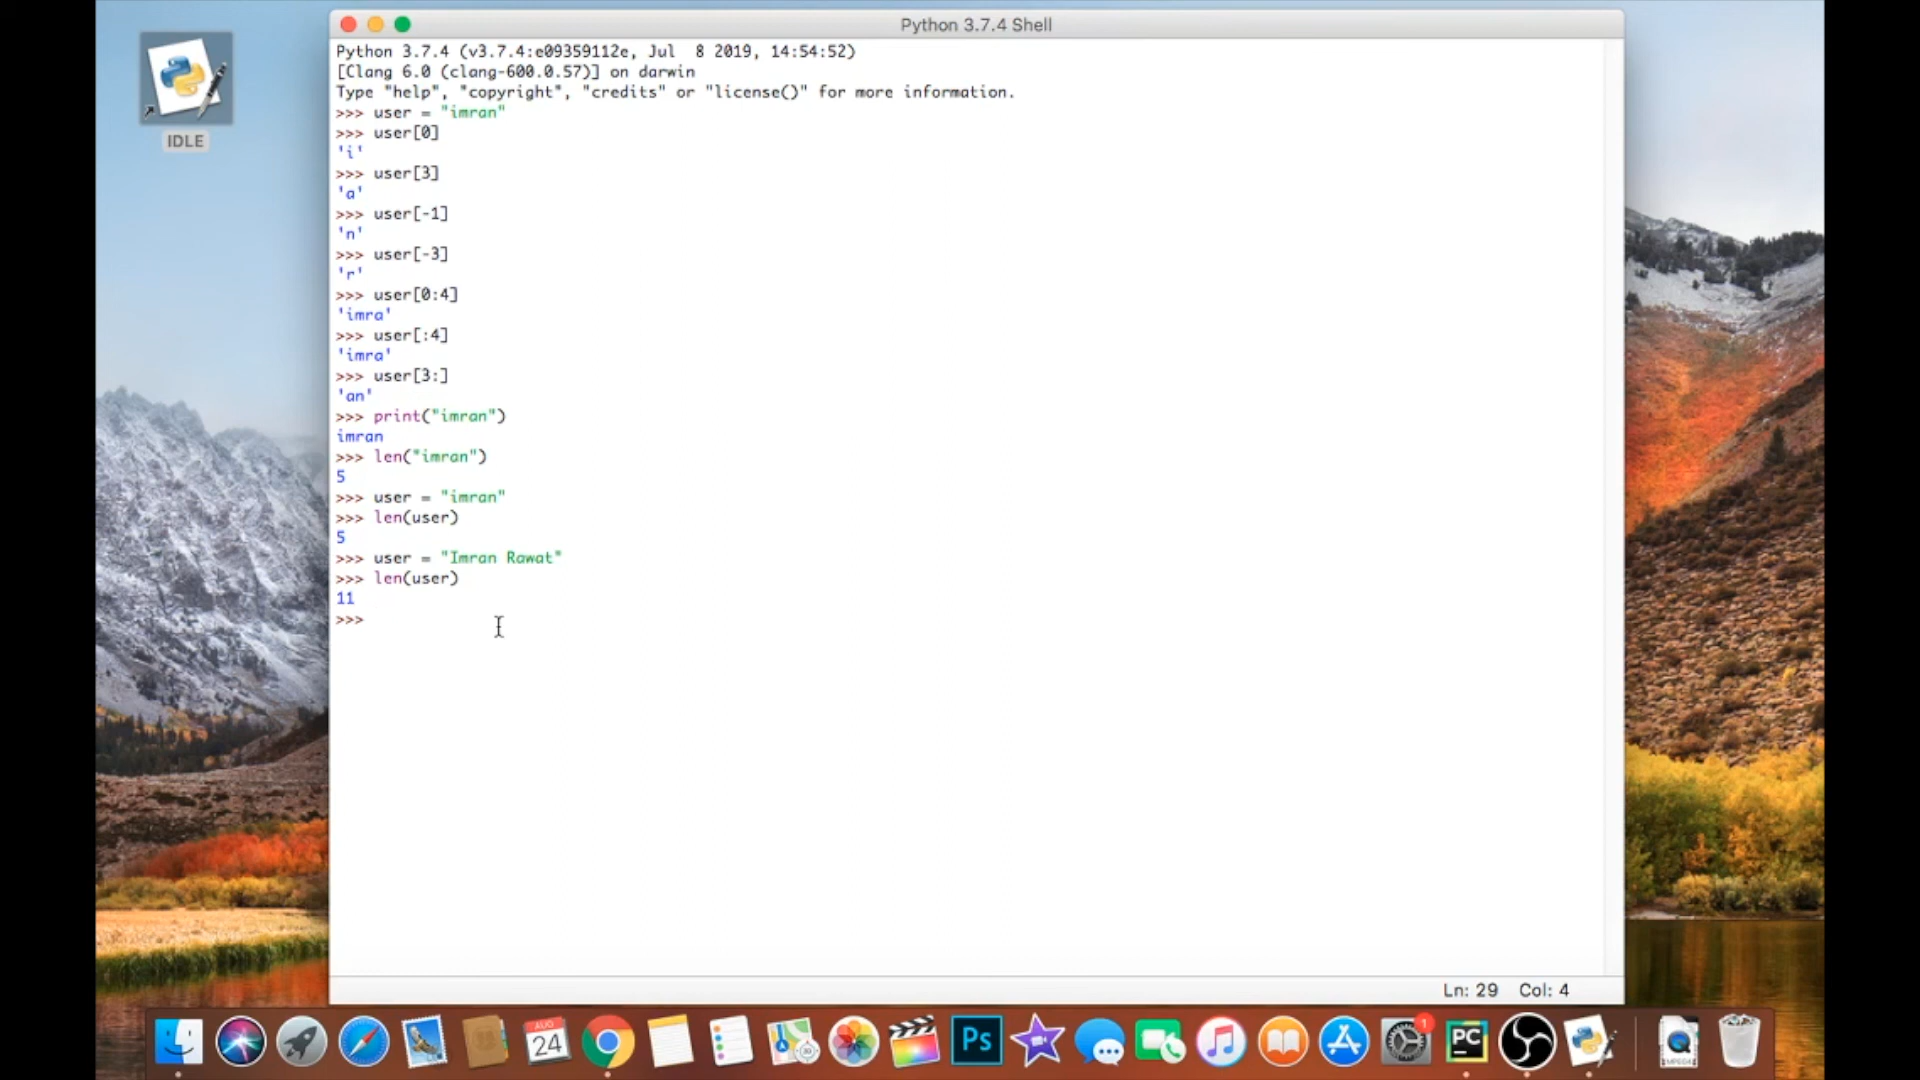 Python 3.7.4 Shell
IDLE
Python 3.7.4 (v3.7.4:e09359112e, Jul  8 2019, 14:54:52)
[Clang 6.0 (clang-600.0.57)] on darwin
Type "help", "copyright", "credits" or "license()" for more information.
>>> user = "imran"
>>> user[0]
'i'
>>> user[3]
'a'
>>> user[-1]
'n'
>>> user[-3]
'r'
>>> user[0:4]
'imra'
>>> user[:4]
'imra'
>>> user[3:]
'an'
>>> print("imran")
imran
>>> len("imran")
5
>>> user = "imran"
>>> len(user)
5
>>> user = "Imran Rawat"
>>> len(user)
11
>>>
Ln: 29 Col: 4
AUG
24
Ps
1
PC